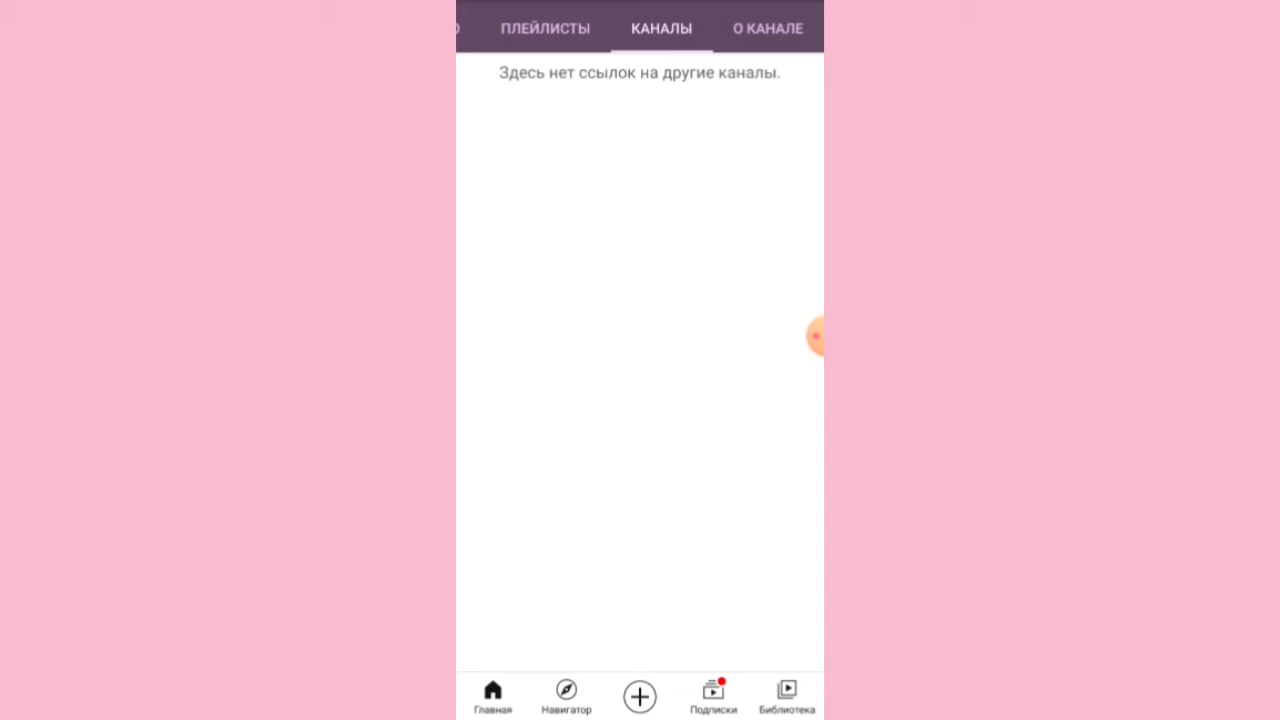 ПЛЕЙЛИСТЫ КАНАЛЫ О КАНАЛЕ
Здесь нет ссылок на другие каналы.
Главная Навигатор Подписки Библиотека